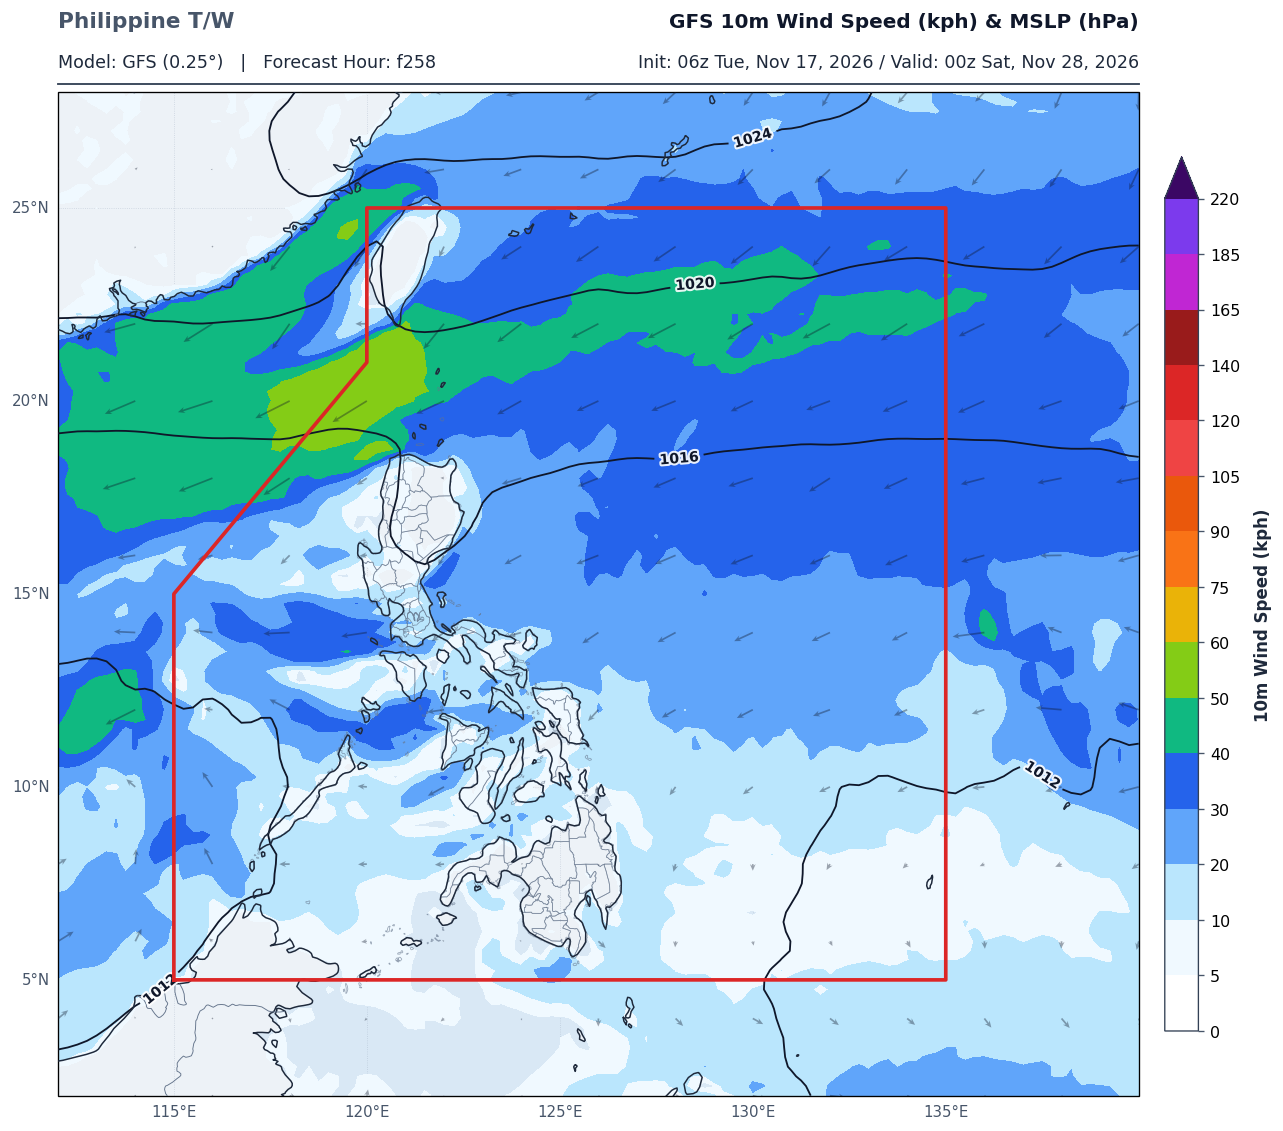 Philippine T/W
GFS 10m Wind Speed (kph) & MSLP (hPa)
Model: GFS (0.25°) | Forecast Hour: f258
Init: 06z Tue, Nov 17, 2026 / Valid: 00z Sat, Nov 28, 2026
1024
1020
1016
1012
1012
25°N
20°N
15°N
10°N
5°N
115°E
120°E
125°E
130°E
135°E
220
185
165
140
120
105
90
75
60
50
40
30
20
10
5
0
10m Wind Speed (kph)